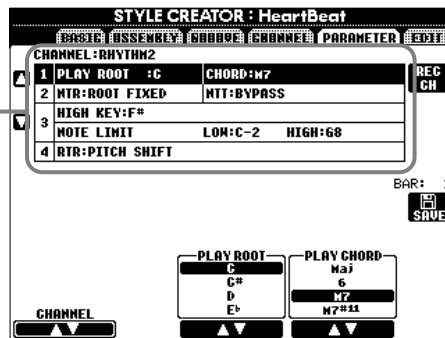 STYLE CREATOR : HeartBeat
BASIC ASSEMBLY GROOVE CHANNEL PARAMETER EDIT
CHANNEL:RHYTHM2
1 PLAY ROOT :C CHORD:M7
2 NTR:ROOT FIXED NTT:BYPASS
3 HIGH KEY:F#
NOTE LIMIT LOW:C-2 HIGH:G8
4 RTR:PITCH SHIFT
REC
CH
BAR:
SAVE
PLAY ROOT PLAY CHORD
C Maj
C# 6
D M7
E♭ M7#11
CHANNEL